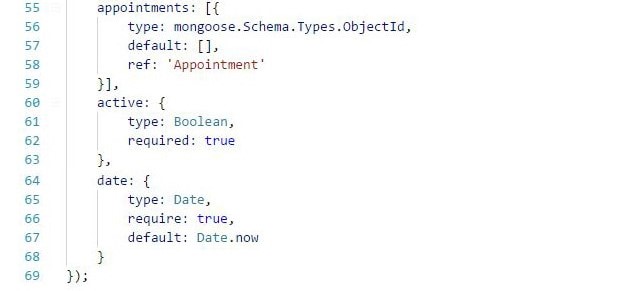 55 appointments: [{
56 type: mongoose.Schema.Types.ObjectId,
57 default: [],
58 ref: 'Appointment'
59 }],
60 active: {
61 type: Boolean,
62 required: true
63 },
64 date: {
65 type: Date,
66 require: true,
67 default: Date.now
68 }
69 });